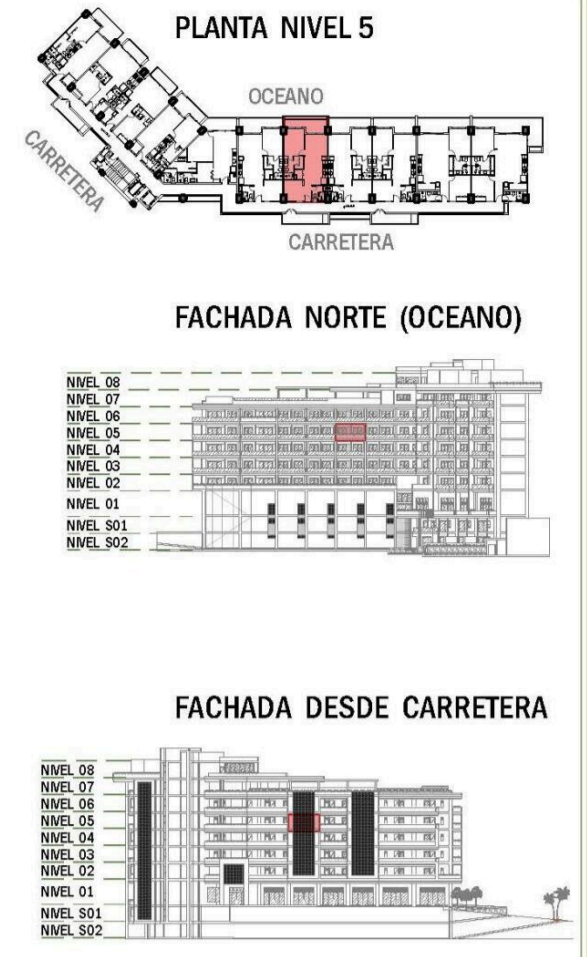 PLANTA NIVEL 5
OCEANO
CARRETERA
CARRETERA
FACHADA NORTE (OCEANO)
NIVEL 08
NIVEL 07
NIVEL 06
NIVEL 05
NIVEL 04
NIVEL 03
NIVEL 02
NIVEL 01
NIVEL S01
NIVEL S02
FACHADA DESDE CARRETERA
NIVEL 08
NIVEL 07
NIVEL 06
NIVEL 05
NIVEL 04
NIVEL 03
NIVEL 02
NIVEL 01
NIVEL S01
NIVEL S02